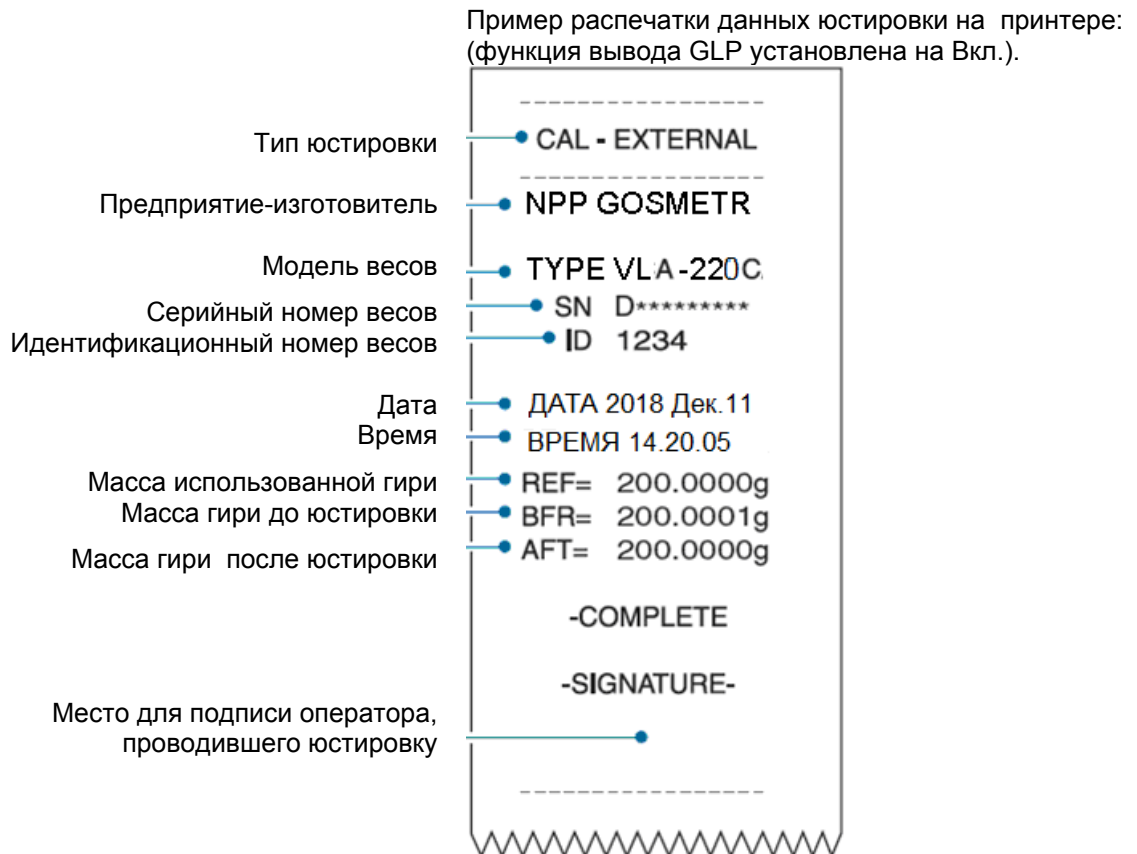 Пример распечатки данных юстировки на принтере:
(функция вывода GLP установлена на Вкл.).
Тип юстировки
CAL - EXTERNAL
Предприятие-изготовитель
NPP GOSMETR
Модель весов
TYPE VLA-220C
Серийный номер весов
SN D*********
Идентификационный номер весов
ID 1234
Дата
ДАТА 2018 Дек.11
Время
ВРЕМЯ 14.20.05
Масса использованной гири
REF= 200.0000g
Масса гири до юстировки
BFR= 200.0001g
Масса гири после юстировки
AFT= 200.0000g
-COMPLETE
-SIGNATURE-
Место для подписи оператора,
проводившего юстировку